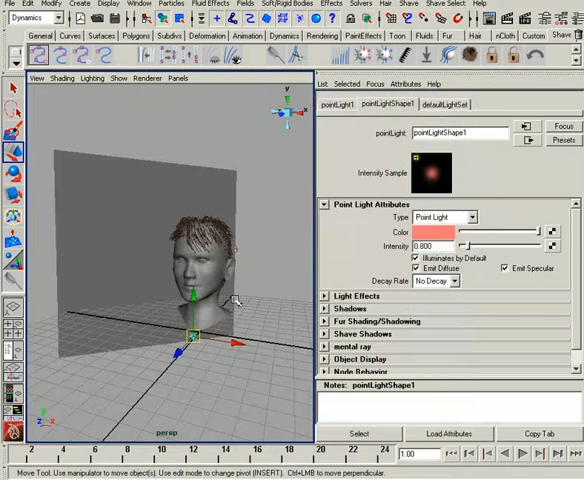 File Edit Modify Create Display Window Particles Fluid Effects Fields Soft/Rigid Bodies Effects Solvers Hair Shave Shave Select Help
Dynamics
General Curves Surfaces Polygons Subdivs Deformation Animation Dynamics Rendering PaintEffects Toon Fluids Fur Hair nCloth Custom Shave
View Shading Lighting Show Renderer Panels
List Selected Focus Attributes Help
pointLight1 pointLightShape1 defaultLightSet
pointLight: pointLightShape1
Focus
Presets
Intensity Sample
Point Light Attributes
Type Point Light
Color
Intensity 0.800
Illuminates by Default
Emit Diffuse Emit Specular
Decay Rate No Decay
Light Effects
Shadows
Fur Shading/Shadowing
Shave Shadows
mental ray
Object Display
Node Behavior
Notes: pointLightShape1
Select Load Attributes Copy Tab
y
x
y
z x
persp
2 4 6 8 10 12 14 16 18 20 22 24
1.00
Move Tool. Use manipulator to move object(s). Use edit mode to change pivot (INSERT). Ctrl+LMB to move perpendicular.